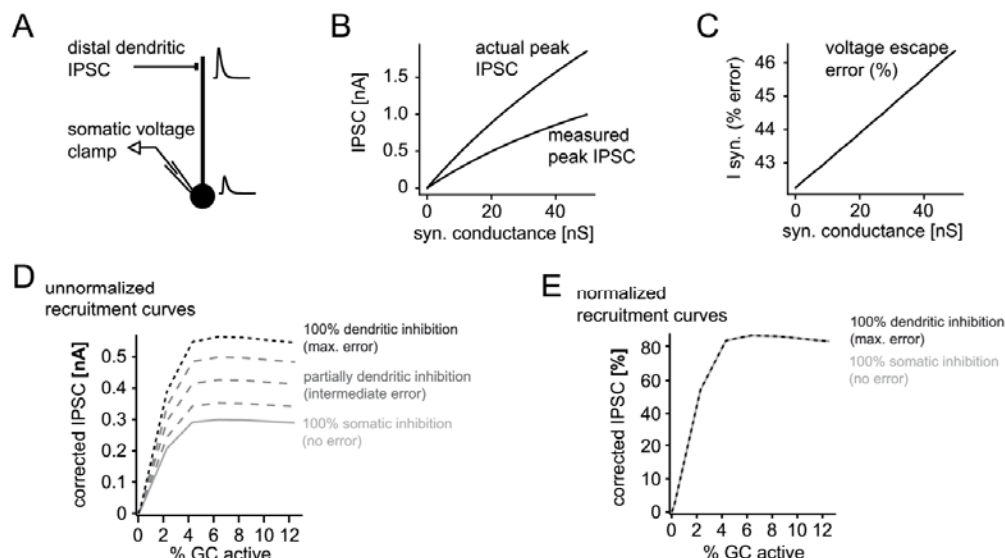 A
distal dendritic
IPSC
somatic voltage
clamp
B
actual peak
IPSC
measured
peak IPSC
IPSC [nA]
1.5
1.0
0.5
0
0
20
40
syn. conductance [nS]
C
voltage escape
error (%)
I syn. (% error)
46
45
44
43
0
20
40
syn. conductance [nS]
D
unnormalized
recruitment curves
100% dendritic inhibition
(max. error)
partially dendritic inhibition
(intermediate error)
100% somatic inhibition
(no error)
corrected IPSC [nA]
0.5
0.4
0.3
0.2
0.1
0
0 2 4 6 8 10 12
% GC active
E
normalized
recruitment curves
100% dendritic inhibition
(max. error)
100% somatic inhibition
(no error)
corrected IPSC [%]
80
60
40
20
0
0 2 4 6 8 10 12
% GC active